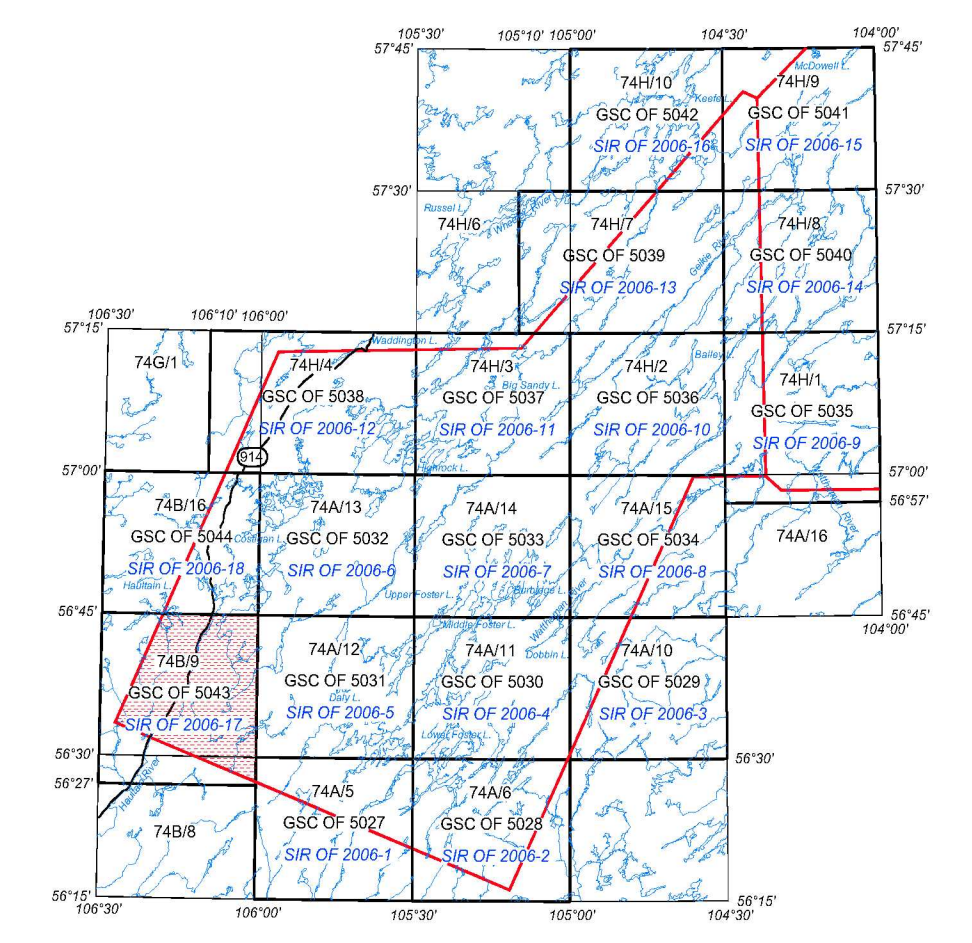 105°30'
105°10'
105°00'
104°30'
104°00'
57°45'
57°45'
McDowell L.
74H/10
74H/9
Keefe L.
GSC OF 5042
GSC OF 5041
SIR OF 2006-16
SIR OF 2006-15
57°30'
57°30'
Russel L.
Wheeler River
74H/6
74H/7
74H/8
GSC OF 5039
GSC OF 5040
Geikie River
SIR OF 2006-13
SIR OF 2006-14
106°30'
106°10'
106°00'
57°15'
57°15'
Waddington L.
74G/1
74H/4
74H/3
74H/2
Bailey L.
74H/1
Big Sandy L.
GSC OF 5038
GSC OF 5037
GSC OF 5036
GSC OF 5035
SIR OF 2006-12
SIR OF 2006-11
SIR OF 2006-10
SIR OF 2006-9
914
Highrock L.
57°00'
57°00'
56°57'
74B/16
74A/13
74A/14
74A/15
74A/16
River
GSC OF 5044
Costigan L.
GSC OF 5032
GSC OF 5033
GSC OF 5034
SIR OF 2006-18
SIR OF 2006-6
SIR OF 2006-7
SIR OF 2006-8
Haultain L.
Upper Foster L.
Burbidge L.
56°45'
56°45'
104°00'
Middle Foster L.
Wathaman River
74B/9
74A/12
74A/11
Dobbin L.
74A/10
GSC OF 5043
GSC OF 5031
GSC OF 5030
GSC OF 5029
Daly L.
SIR OF 2006-17
SIR OF 2006-5
SIR OF 2006-4
SIR OF 2006-3
Lower Foster L.
56°30'
56°30'
56°27'
Haultain River
74A/5
74A/6
74B/8
GSC OF 5027
GSC OF 5028
SIR OF 2006-1
SIR OF 2006-2
56°15'
56°15'
106°30'
106°00'
105°30'
105°00'
104°30'